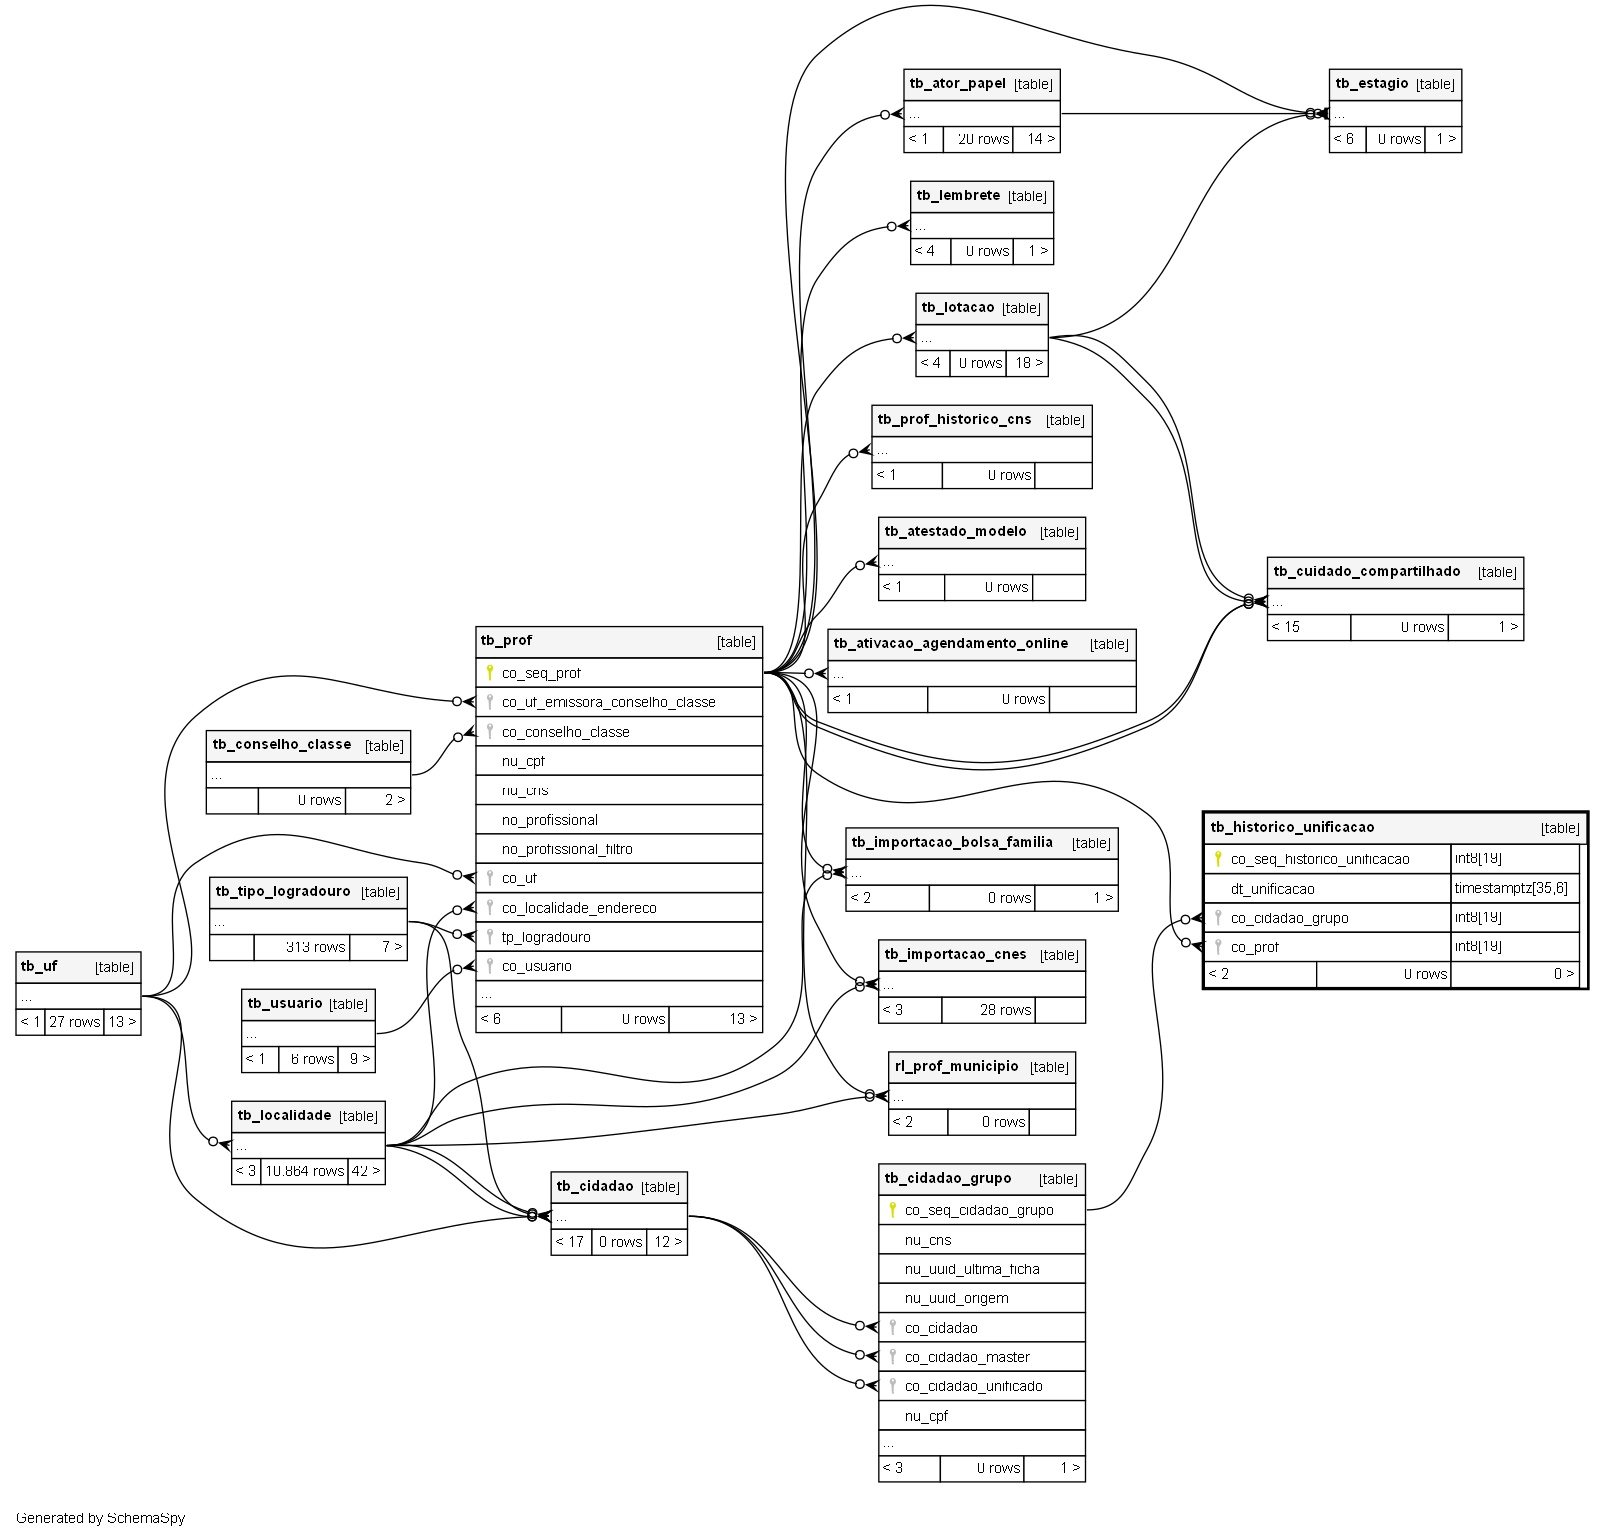 tb_ator_papel [table]
...
< 1 20 rows 14 >
tb_estagio [table]
...
< 6 0 rows 1 >
tb_lembrete [table]
...
< 4 0 rows 1 >
tb_lotacao [table]
...
< 4 0 rows 18 >
tb_prof_historico_cns [table]
...
< 1 0 rows
tb_atestado_modelo [table]
...
< 1 0 rows
tb_cuidado_compartilhado [table]
...
< 15 0 rows 1 >
tb_ativacao_agendamento_online [table]
...
< 1 0 rows
tb_prof [table]
co_seq_prof
co_uf_emissora_conselho_classe
co_conselho_classe
nu_cpf
nu_cns
no_profissional
no_profissional_filtro
co_uf
co_localidade_endereco
tp_logradouro
co_usuario
...
< 6 0 rows 13 >
tb_conselho_classe [table]
...
0 rows 2 >
tb_tipo_logradouro [table]
...
313 rows 7 >
tb_uf [table]
...
< 1 27 rows 13 >
tb_usuario [table]
...
< 1 6 rows 9 >
tb_localidade [table]
...
< 3 10.864 rows 42 >
tb_cidadao [table]
...
< 17 0 rows 12 >
tb_importacao_bolsa_familia [table]
...
< 2 0 rows 1 >
tb_importacao_cnes [table]
...
< 3 28 rows
rl_prof_municipio [table]
...
< 2 0 rows
tb_historico_unificacao [table]
co_seq_historico_unificacao int8[19]
dt_unificacao timestamptz[35,6]
co_cidadao_grupo int8[19]
co_prof int8[19]
< 2 0 rows 0 >
tb_cidadao_grupo [table]
co_seq_cidadao_grupo
nu_cns
nu_uuid_ultima_ficha
nu_uuid_origem
co_cidadao
co_cidadao_master
co_cidadao_unificado
nu_cpf
...
< 3 0 rows 1 >
Generated by SchemaSpy